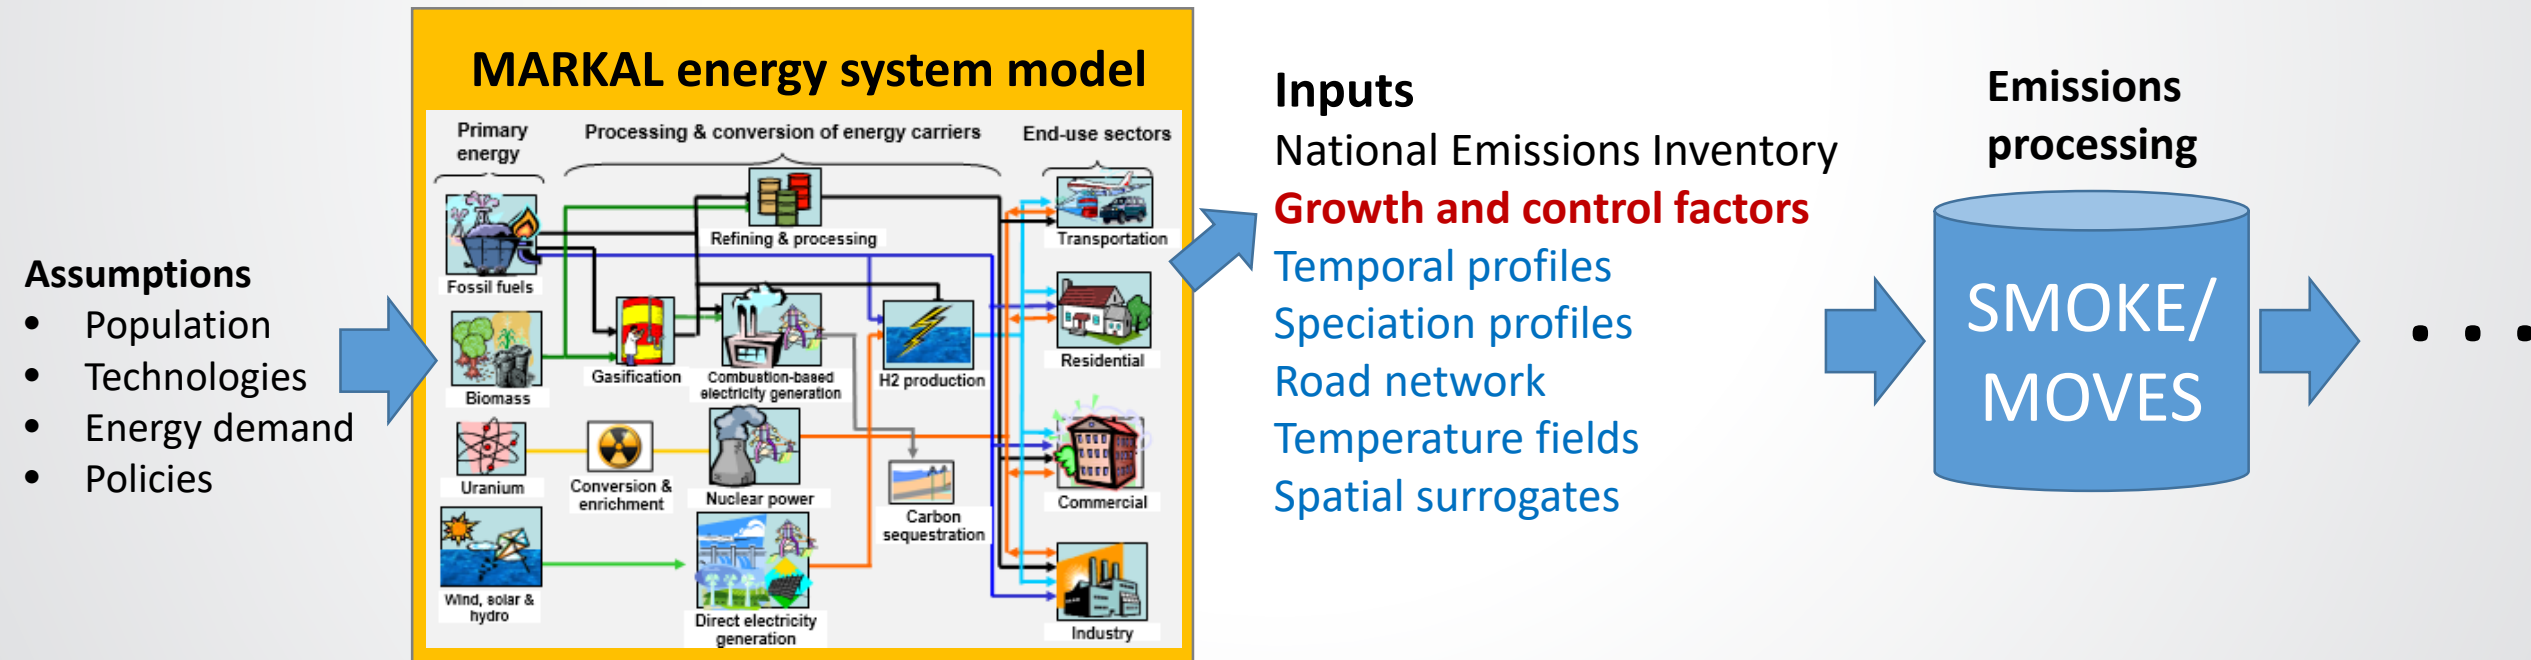 Assumptions
• Population
• Technologies
• Energy demand
• Policies
MARKAL energy system model
Primary
energy
Processing & conversion of energy carriers
End-use sectors
Fossil fuels
Refining & processing
Transportation
Biomass
Gasification
Combustion-based
electricity generation
H2 production
Residential
Uranium
Conversion &
enrichment
Nuclear power
Carbon
sequestration
Commercial
Wind, solar &
hydro
Direct electricity
generation
Industry
Inputs
National Emissions Inventory
Growth and control factors
Temporal profiles
Speciation profiles
Road network
Temperature fields
Spatial surrogates
Emissions
processing
SMOKE/
MOVES
. . .